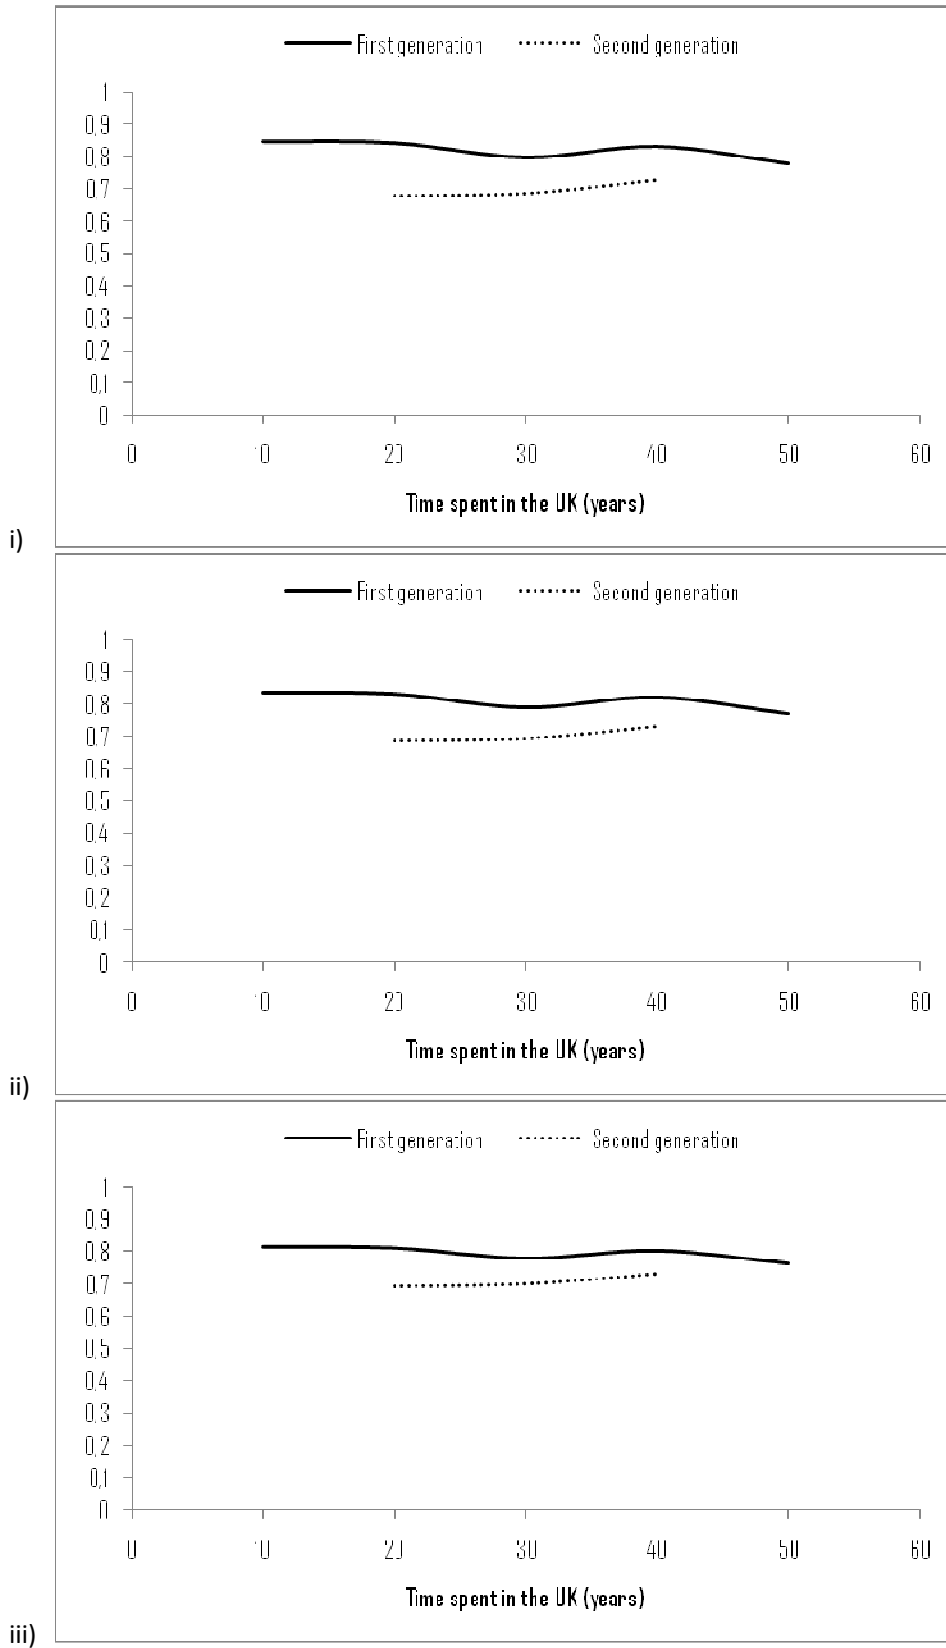 First generation Second generation
1
0,9
0,8
0,7
0,6
0,5
0,4
0,3
0,2
0,1
0
0 10 20 30 40 50 60
Time spent in the UK (years)
i)
First generation Second generation
1
0,9
0,8
0,7
0,6
0,5
0,4
0,3
0,2
0,1
0
0 10 20 30 40 50 60
Time spent in the UK (years)
ii)
First generation Second generation
1
0,9
0,8
0,7
0,6
0,5
0,4
0,3
0,2
0,1
0
0 10 20 30 40 50 60
Time spent in the UK (years)
iii)